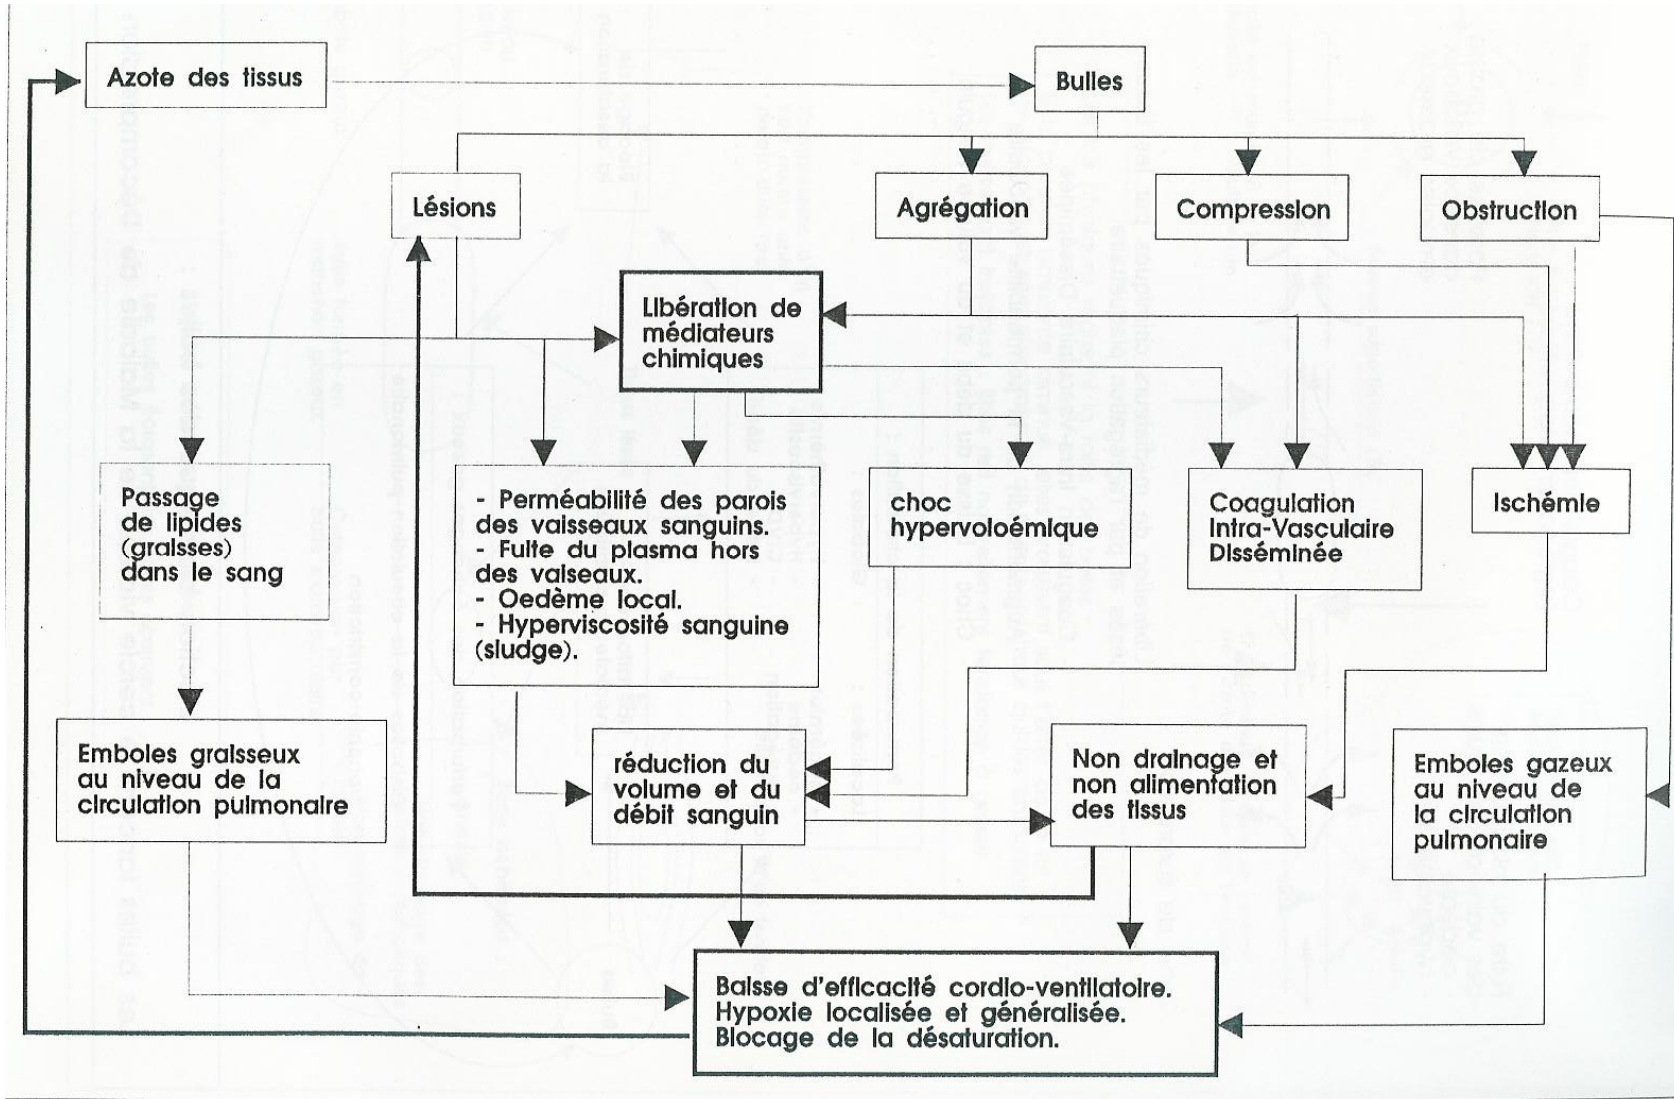 Azote des tissus
Bulles
Lésions
Agrégation
Compression
Obstruction
Libération de
médiateurs
chimiques
Passage
de lipides
(graisses)
dans le sang
- Perméabilité des parois
des vaisseaux sanguins.
- Fuite du plasma hors
des vaiseaux.
- Oedème local.
- Hyperviscosité sanguine
(sludge).
choc
hypervoloémique
Coagulation
Intra-Vasculaire
Disséminée
Ischémie
Emboles graisseux
au niveau de la
circulation pulmonaire
réduction du
volume et du
débit sanguin
Non drainage et
non alimentation
des tissus
Emboles gazeux
au niveau de
la circulation
pulmonaire
Baisse d'efficacité cordio-ventilatoire.
Hypoxie localisée et généralisée.
Blocage de la désaturation.